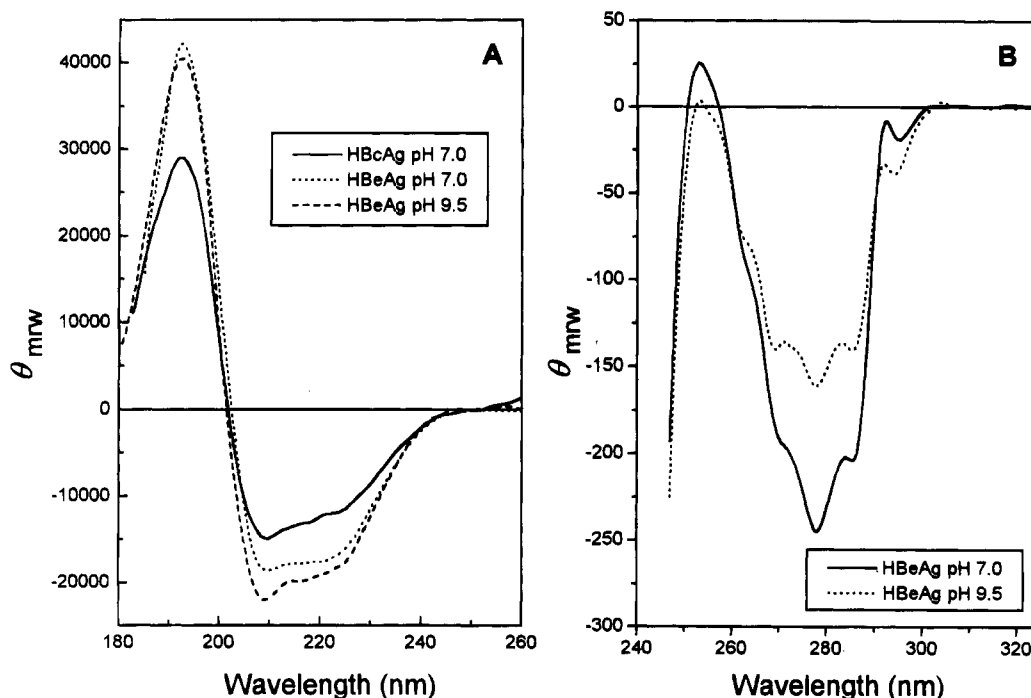 A
40000
30000
20000
10000
0
-10000
-20000
θ mrw
HBcAg pH 7.0
HBeAg pH 7.0
HBeAg pH 9.5
180 200 220 240 260
Wavelength (nm)
B
50
0
-50
-100
-150
-200
-250
-300
θ mrw
HBeAg pH 7.0
HBeAg pH 9.5
240 260 280 300 320
Wavelength (nm)